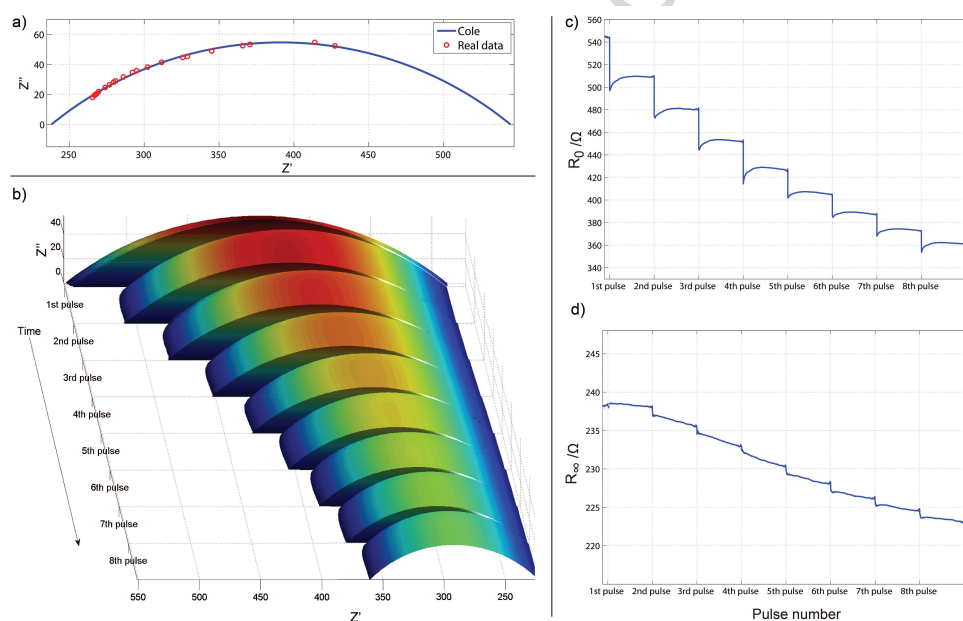 a)
Z''
60
40
20
0
Cole
Real data
250
300
350
400
450
500
Z'
b)
Z''
40
20
0
Time
1st pulse
2nd pulse
3rd pulse
4th pulse
5th pulse
6th pulse
7th pulse
8th pulse
550
500
450
400
350
300
250
Z'
c)
R0 /Ω
560
540
520
500
480
460
440
420
400
380
360
340
1st pulse
2nd pulse
3rd pulse
4th pulse
5th pulse
6th pulse
7th pulse
8th pulse
d)
R∞ /Ω
245
240
235
230
225
220
1st pulse
2nd pulse
3rd pulse
4th pulse
5th pulse
6th pulse
7th pulse
8th pulse
Pulse number